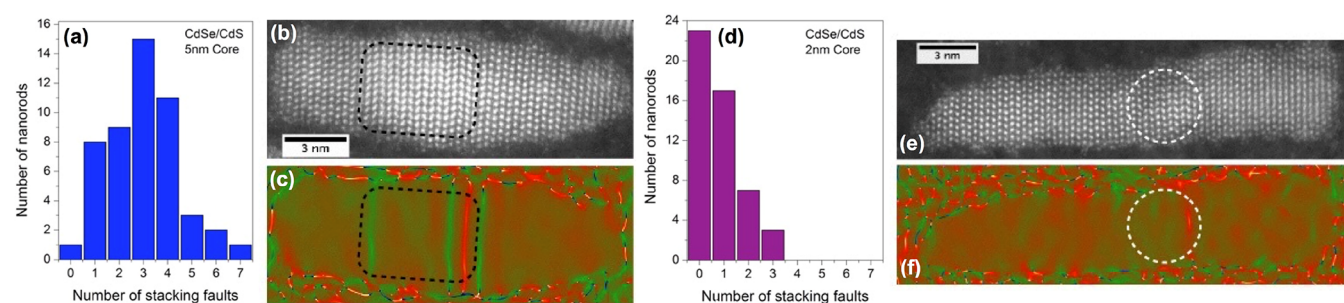 (a)
CdSe/CdS
5nm Core
Number of nanorods
16
14
12
10
8
6
4
2
0
0 1 2 3 4 5 6 7
Number of stacking faults
(b)
3 nm
(c)
(d)
CdSe/CdS
2nm Core
Number of nanorods
24
20
16
12
8
4
0
0 1 2 3 4 5 6 7
Number of stacking faults
3 nm
(e)
(f)